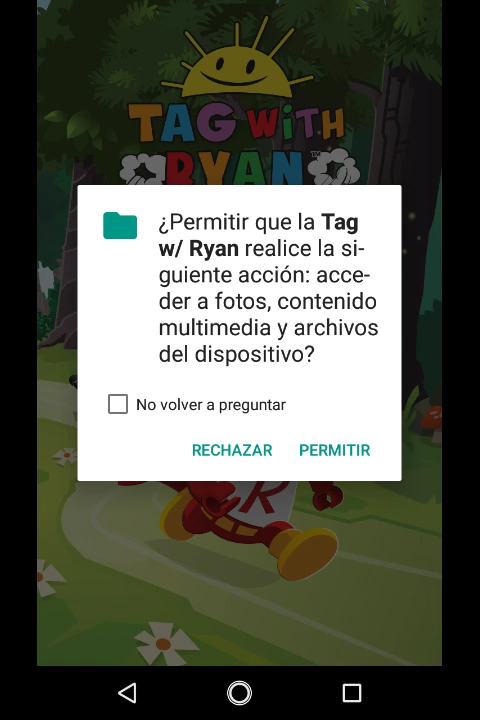 TAG WITH
RYAN™
¿Permitir que la Tag
w/ Ryan realice la si-
guiente acción: acce-
der a fotos, contenido
multimedia y archivos
del dispositivo?
No volver a preguntar
RECHAZAR PERMITIR
R